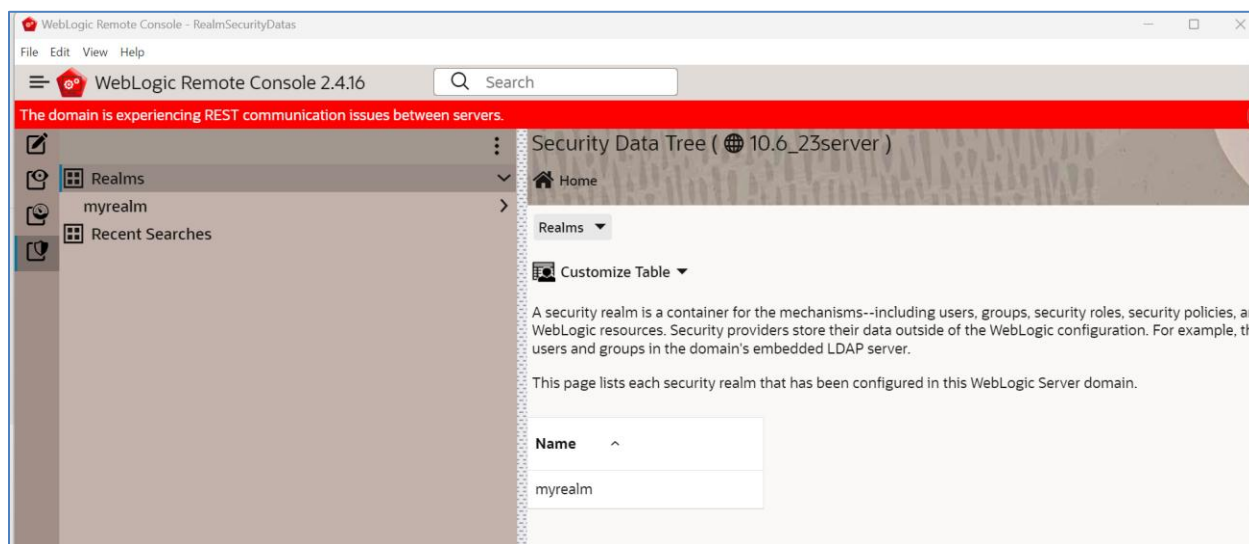 WebLogic Remote Console - RealmSecurityDatas
File Edit View Help
WebLogic Remote Console 2.4.16
Search
The domain is experiencing REST communication issues between servers.
Security Data Tree ( 10.6_23server )
Realms
Home
myrealm
Recent Searches
Realms
Customize Table
A security realm is a container for the mechanisms--including users, groups, security roles, security policies,
WebLogic resources. Security providers store their data outside of the WebLogic configuration. For example,
users and groups in the domain's embedded LDAP server.
This page lists each security realm that has been configured in this WebLogic Server domain.
Name
myrealm